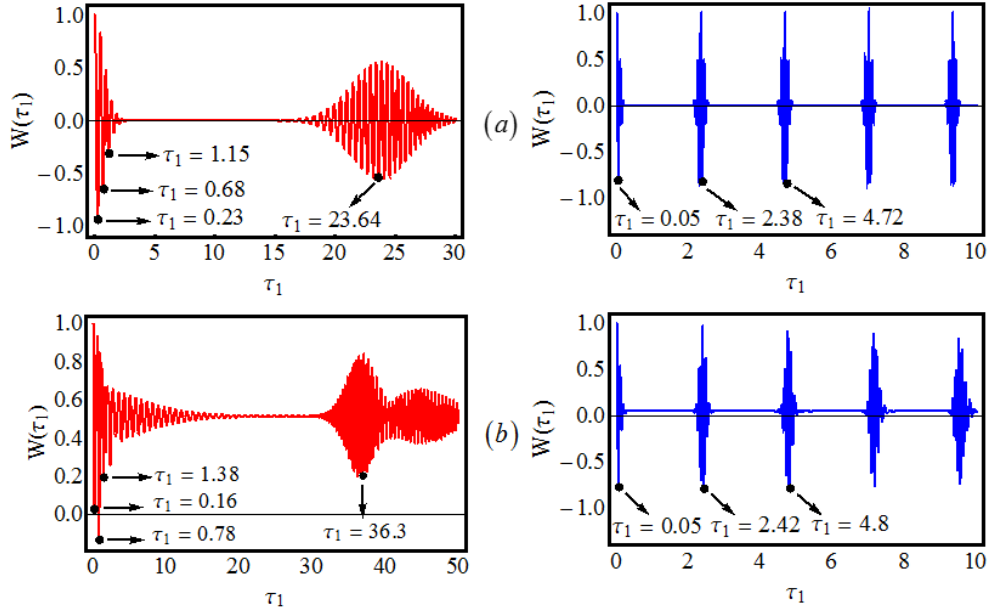 1.0
0.5
0.0
−0.5
−1.0
W(τ1)
τ1 = 1.15
τ1 = 0.68
τ1 = 0.23
τ1 = 23.64
0 5 10 15 20 25 30
τ1
(a)
1.0
0.5
0.0
−0.5
−1.0
W(τ1)
τ1 = 0.05
τ1 = 2.38
τ1 = 4.72
0 2 4 6 8 10
τ1
1.0
0.8
0.6
0.4
0.2
0.0
W(τ1)
τ1 = 1.38
τ1 = 0.16
τ1 = 0.78
τ1 = 36.3
0 10 20 30 40 50
τ1
(b)
1.0
0.5
0.0
−0.5
−1.0
W(τ1)
τ1 = 0.05
τ1 = 2.42
τ1 = 4.8
0 2 4 6 8 10
τ1